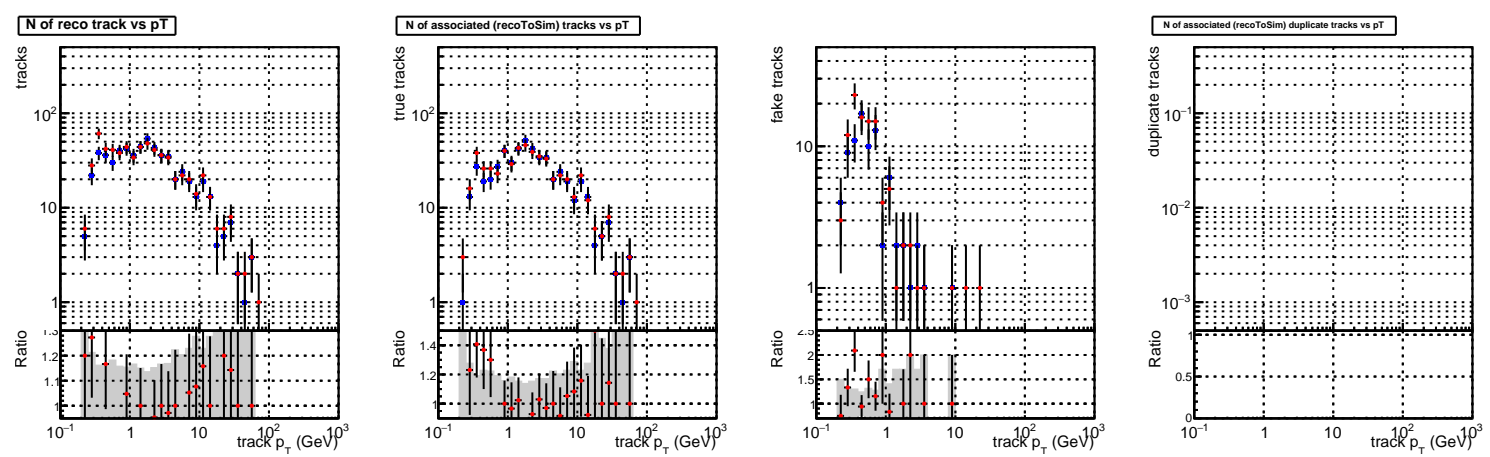 N of reco track vs pT
tracks
10²
10
1
Ratio
1.3
1.2
1.1
1
10⁻¹ 1 10 10² 10³
track p_T (GeV)
N of associated (recoToSim) tracks vs pT
true tracks
10²
10
1
Ratio
1.4
1.2
1
10⁻¹ 1 10 10² 10³
track p_T (GeV)
fake tracks
10
1
Ratio
2.5
2
1.5
1
10⁻¹ 1 10 10² 10³
track p_T (GeV)
N of associated (recoToSim) duplicate tracks vs pT
duplicate tracks
10⁻¹
10⁻²
10⁻³
Ratio
1
0.5
0
10⁻¹ 1 10 10² 10³
track p_T (GeV)